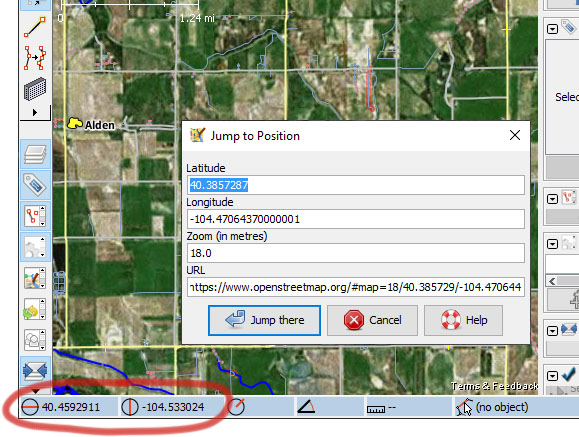 1.24 mi
Alden
Jump to Position
Latitude
40.3857287
Longitude
-104.47064370000001
Zoom (in metres)
18.0
URL
https://www.openstreetmap.org/#map=18/40.385729/-104.470644
Jump there
Cancel
Help
Selec
Terms & Feedback
40.4592911
-104.533024
--
(no object)